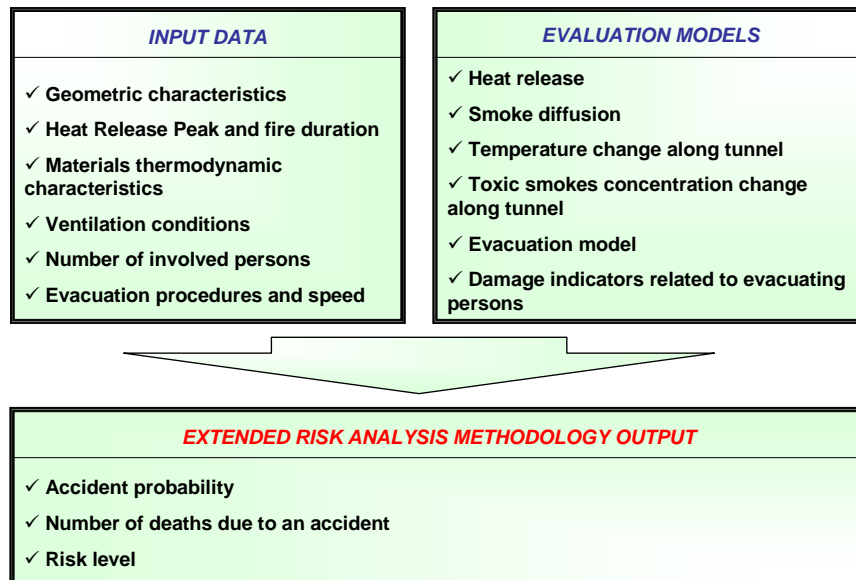 INPUT DATA
✓ Geometric characteristics
✓ Heat Release Peak and fire duration
✓ Materials thermodynamic
characteristics
✓ Ventilation conditions
✓ Number of involved persons
✓ Evacuation procedures and speed
EVALUATION MODELS
✓ Heat release
✓ Smoke diffusion
✓ Temperature change along tunnel
✓ Toxic smokes concentration change
along tunnel
✓ Evacuation model
✓ Damage indicators related to evacuating
persons
EXTENDED RISK ANALYSIS METHODOLOGY OUTPUT
✓ Accident probability
✓ Number of deaths due to an accident
✓ Risk level